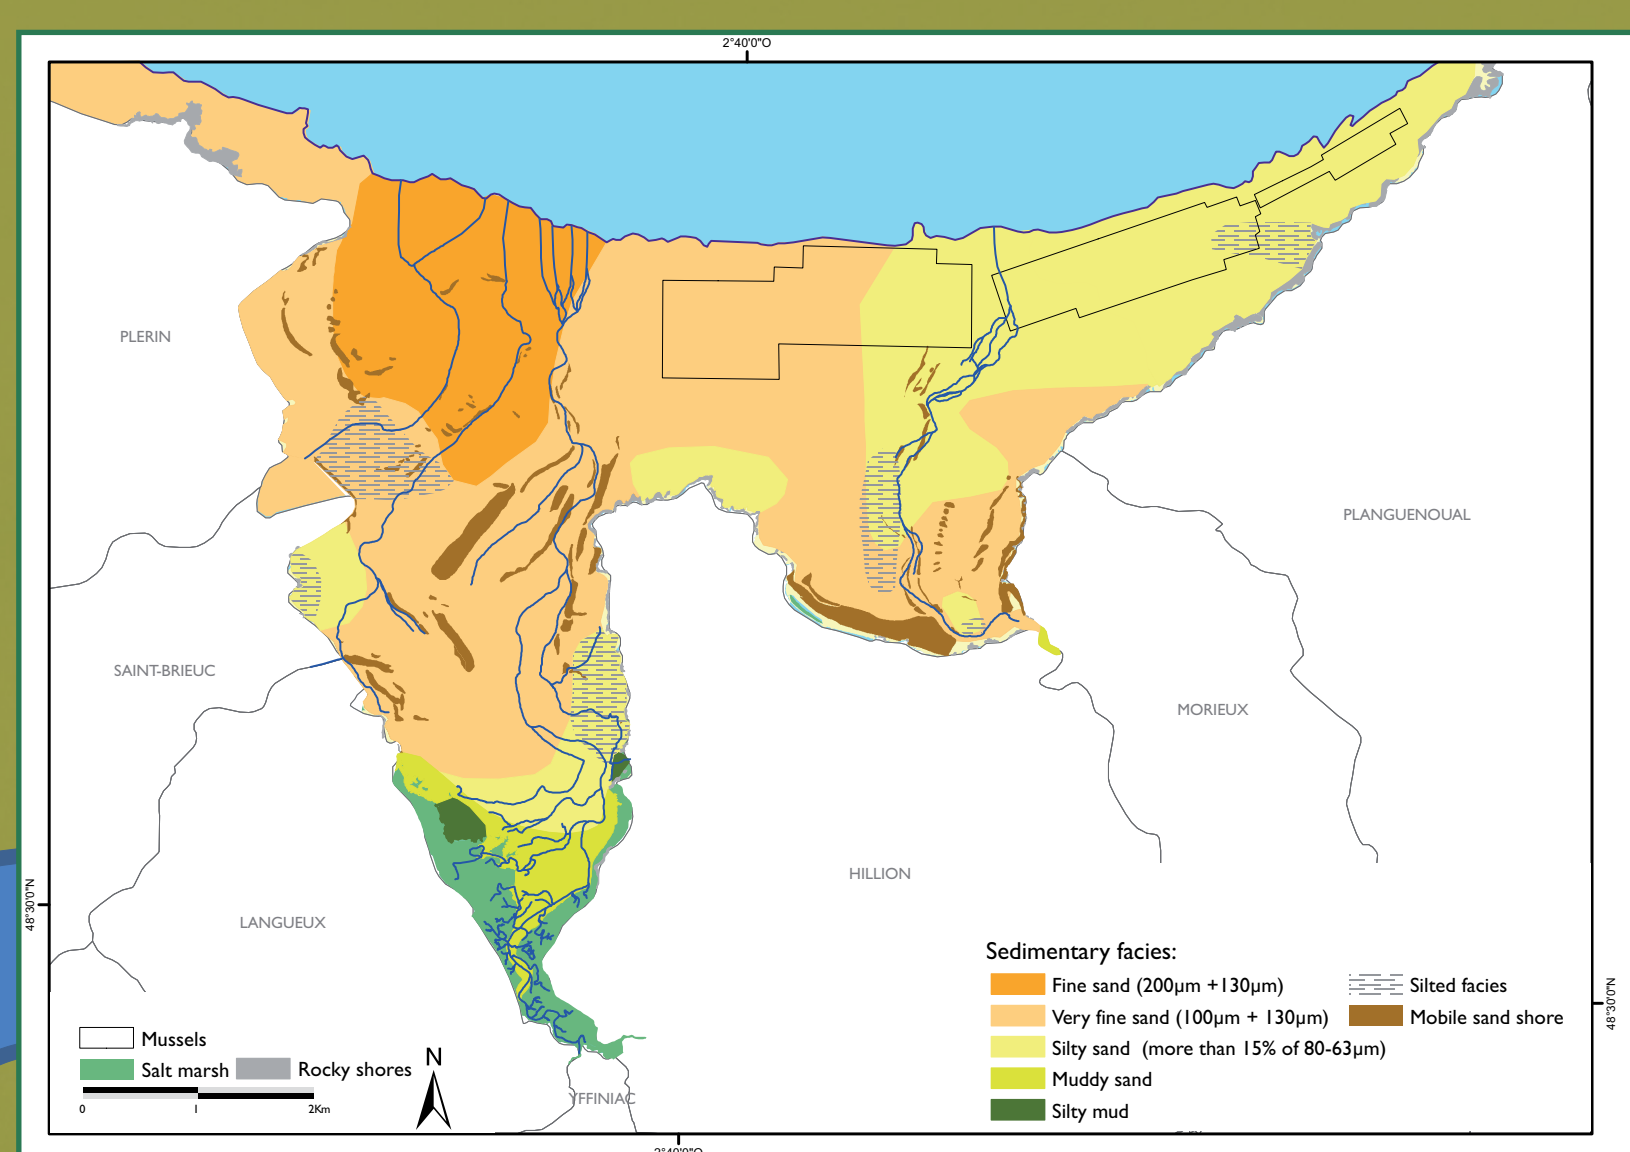 2°40'0"O
PLERIN
PLANGUENOUAL
SAINT-BRIEUC
MORIEUX
HILLION
48°30'0"N
LANGUEUX
Sedimentary facies:
Fine sand (200µm +130µm)
Silted facies
Very fine sand (100µm + 130µm)
Mobile sand shore
48°30'0"N
Mussels
Silty sand (more than 15% of 80-63µm)
Salt marsh
Rocky shores
N
Muddy sand
0 1 2Km
YFFINIAC
Silty mud